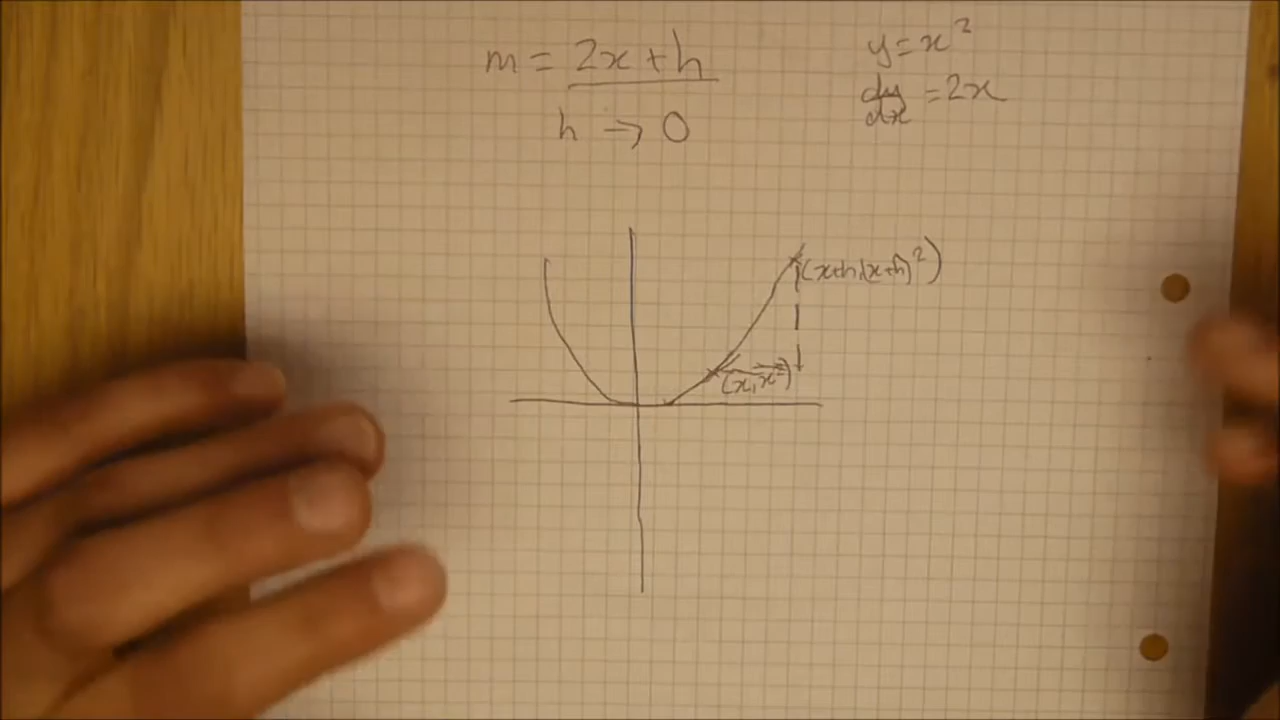 m = 2x + h
h → 0
y = x²
dy/dx = 2x
(x+h,(x+h)²)
(x, x²)